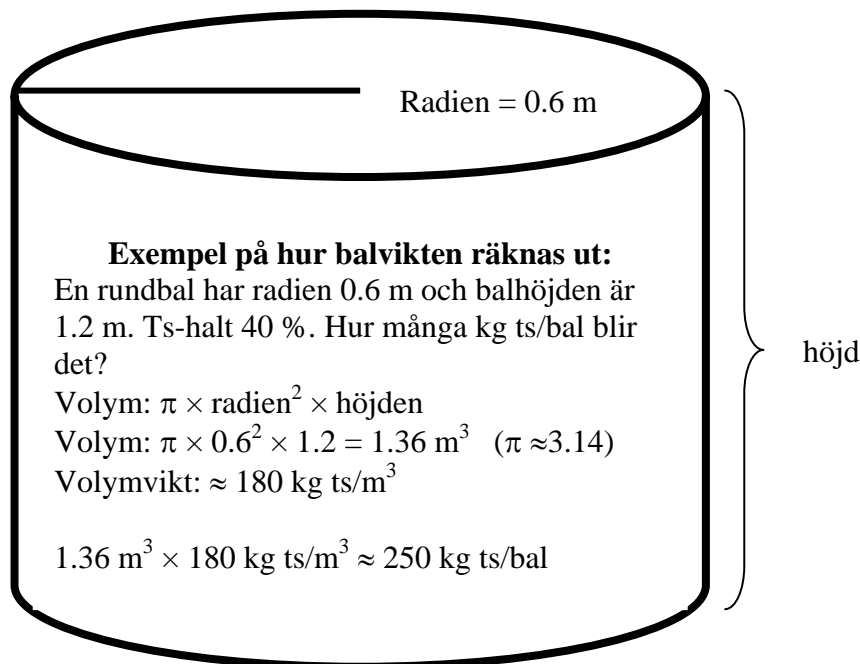 Radien = 0.6 m
Exempel på hur balvikten räknas ut:
En rundbal har radien 0.6 m och balhöjden är
1.2 m. Ts-halt 40 %. Hur många kg ts/bal blir
det?
Volym: π × radien² × höjden
Volym: π × 0.6² × 1.2 = 1.36 m³ (π ≈3.14)
Volymvikt: ≈ 180 kg ts/m³
1.36 m³ × 180 kg ts/m³ ≈ 250 kg ts/bal
höjd